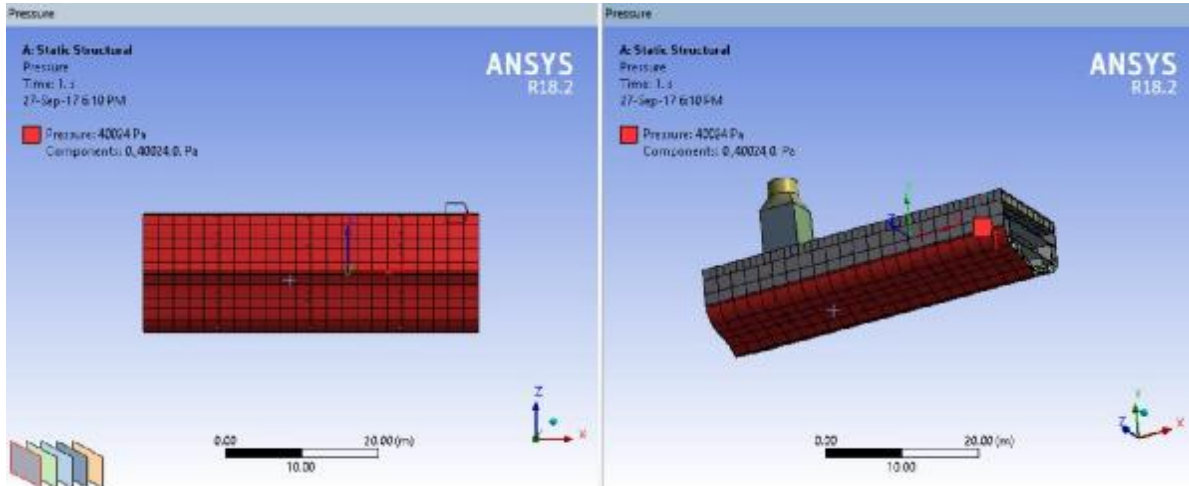 Pressure
A: Static Structural
Pressure
Time: 1. s
27-Sep-17 6:10 PM
Pressure: 40024 Pa
Components: 0.,40024,0. Pa
ANSYS
R18.2
Z
X
0.00
20.00 (m)
10.00
Pressure
A: Static Structural
Pressure
Time: 1. s
27-Sep-17 6:10 PM
Pressure: 40024 Pa
Components: 0.,40024,0. Pa
ANSYS
R18.2
Y
Z
X
0.00
20.00 (m)
10.00